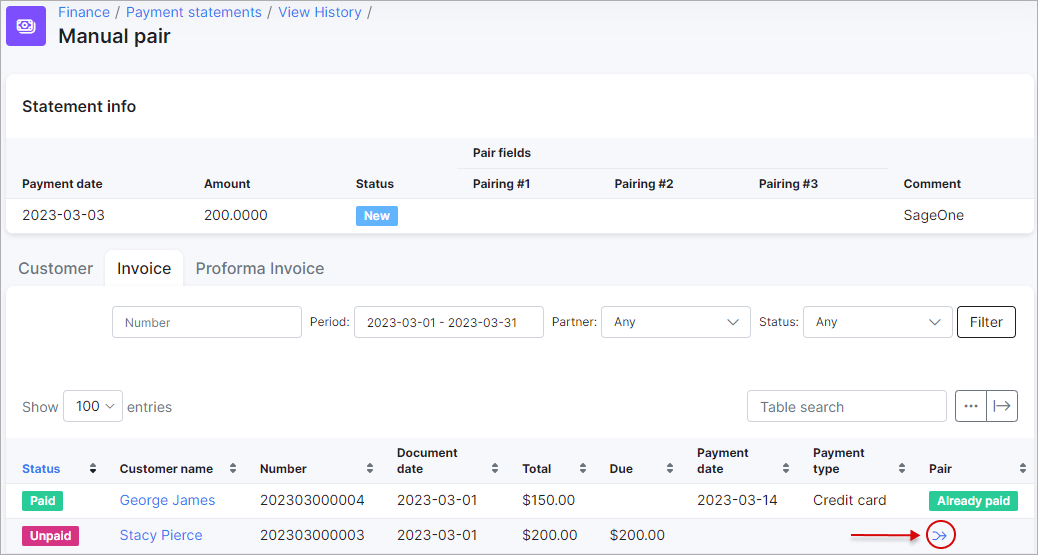 Finance / Payment statements / View History /
Manual pair
Statement info
Pair fields
Payment date Amount Status Pairing #1 Pairing #2 Pairing #3 Comment
2023-03-03 200.0000 New SageOne
Customer Invoice Proforma Invoice
Number Period: 2023-03-01 - 2023-03-31 Partner: Any Status: Any Filter
Show 100 entries Table search ...
Status Customer name Number Document date Total Due Payment date Payment type Pair
Paid George James 202303000004 2023-03-01 $150.00 2023-03-14 Credit card Already paid
Unpaid Stacy Pierce 202303000003 2023-03-01 $200.00 $200.00